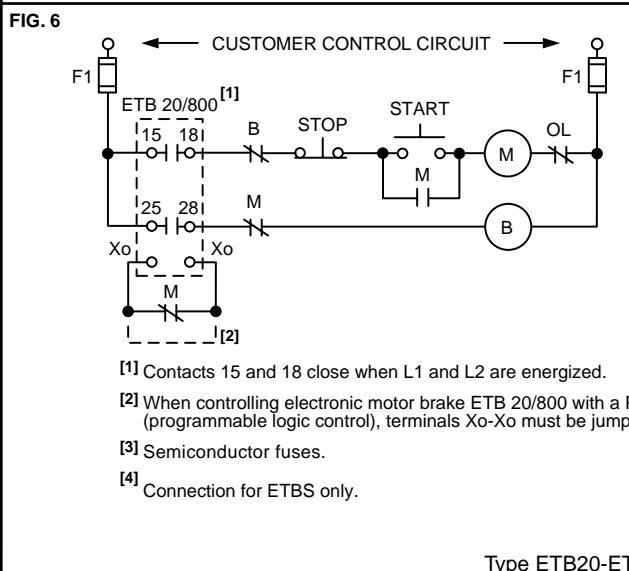 FIG. 6
CUSTOMER CONTROL CIRCUIT
F1
F1
ETB 20/800 [1]
15 18
B
STOP
START
M
M
OL
25 28
M
B
Xo
Xo
M
[2]
[1] Contacts 15 and 18 close when L1 and L2 are energized.
[2] When controlling electronic motor brake ETB 20/800 with a
(programmable logic control), terminals Xo-Xo must be jump
[3] Semiconductor fuses.
[4] Connection for ETBS only.
Type ETB20-ET